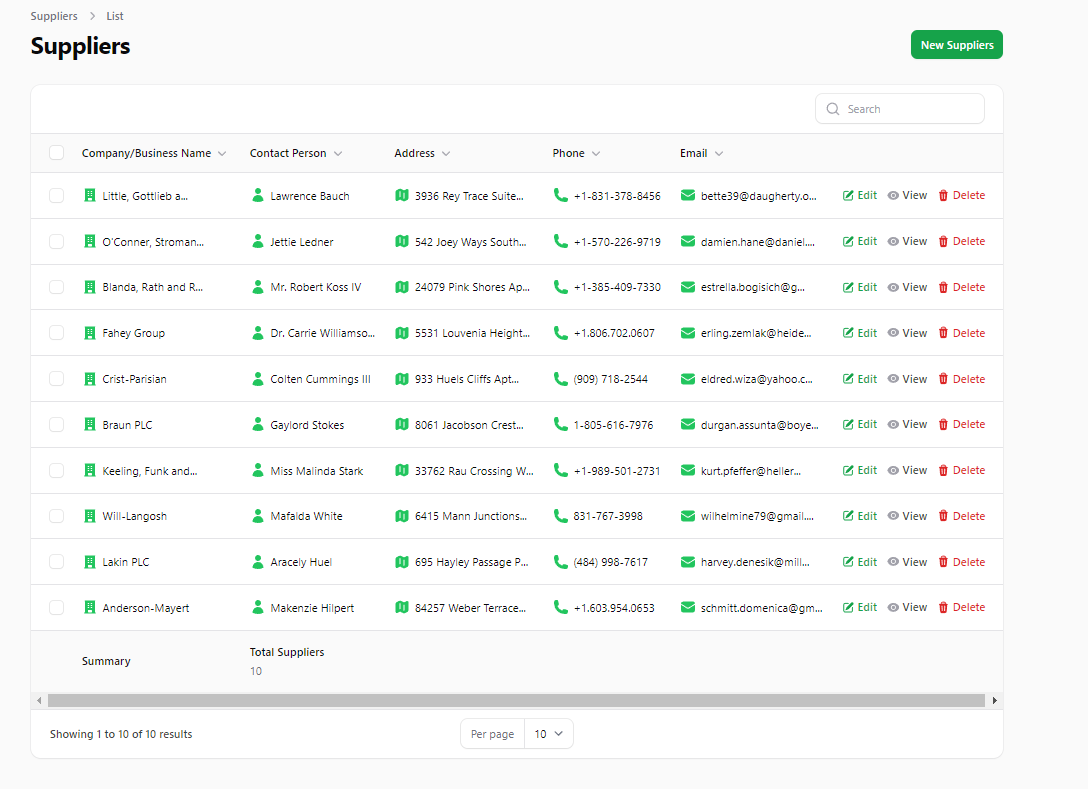 Suppliers > List
Suppliers
New Suppliers
Search
Company/Business Name Contact Person Address Phone Email
Little, Gottlieb a... Lawrence Bauch 3936 Rey Trace Suite... +1-831-378-8456 bette39@daugherty.o... Edit View Delete
O'Conner, Stroman... Jettie Ledner 542 Joey Ways South... +1-570-226-9719 damien.hane@daniel.... Edit View Delete
Blanda, Rath and R... Mr. Robert Koss IV 24079 Pink Shores Ap... +1-385-409-7330 estrella.bogisich@g... Edit View Delete
Fahey Group Dr. Carrie Williamso... 5531 Louvenia Height... +1.806.702.0607 erling.zemlak@heide... Edit View Delete
Crist-Parisian Colten Cummings III 933 Huels Cliffs Apt... (909) 718-2544 eldred.wiza@yahoo.c... Edit View Delete
Braun PLC Gaylord Stokes 8061 Jacobson Crest... 1-805-616-7976 durgan.assunta@boye... Edit View Delete
Keeling, Funk and... Miss Malinda Stark 33762 Rau Crossing W... +1-989-501-2731 kurt.pfeffer@heller... Edit View Delete
Will-Langosh Mafalda White 6415 Mann Junctions... 831-767-3998 wilhelmine79@gmail.... Edit View Delete
Lakin PLC Aracely Huel 695 Hayley Passage P... (484) 998-7617 harvey.denesik@mill... Edit View Delete
Anderson-Mayert Makenzie Hilpert 84257 Weber Terrace... +1.603.954.0653 schmitt.domenica@gm... Edit View Delete
Summary Total Suppliers
10
Showing 1 to 10 of 10 results Per page 10